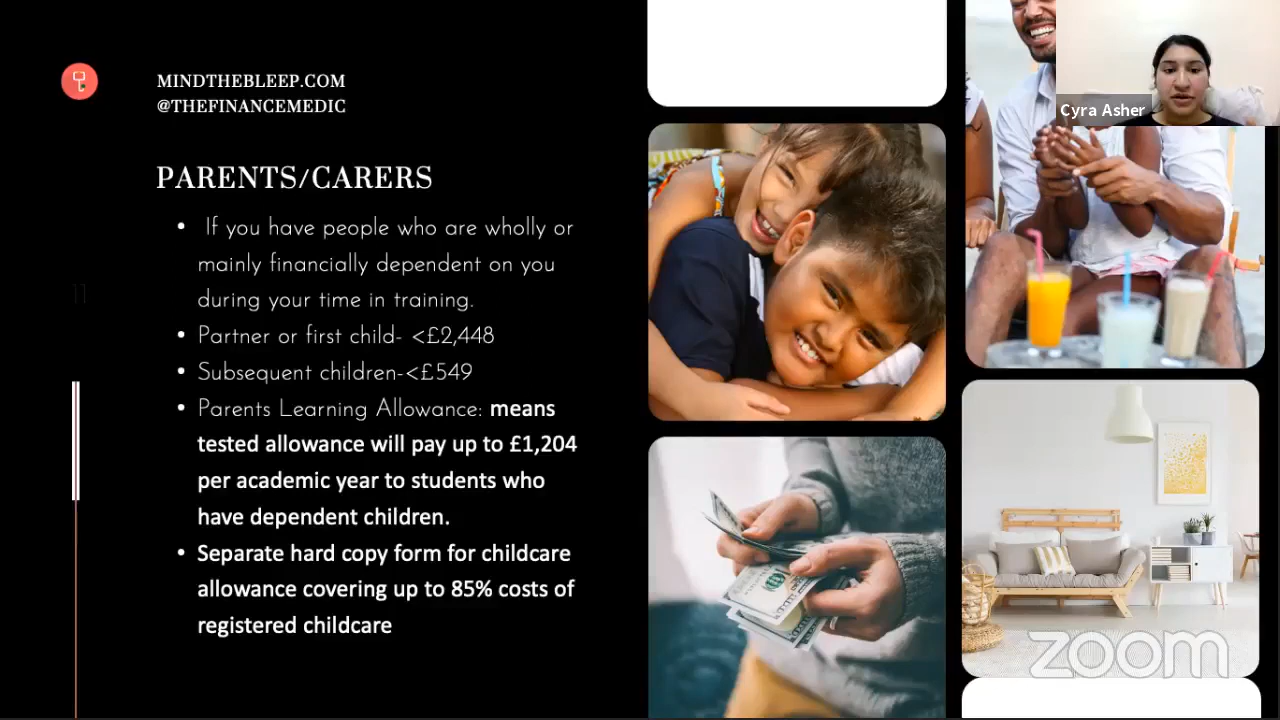 MINDTHEBLEEP.COM
@THEFINANCEMEDIC
PARENTS/CARERS
• If you have people who are wholly or
mainly financially dependent on you
during your time in training.
• Partner or first child- <£2,448
• Subsequent children-<£549
• Parents Learning Allowance: means
tested allowance will pay up to £1,204
per academic year to students who
have dependent children.
• Separate hard copy form for childcare
allowance covering up to 85% costs of
registered childcare
11
Cyra Asher
zoom